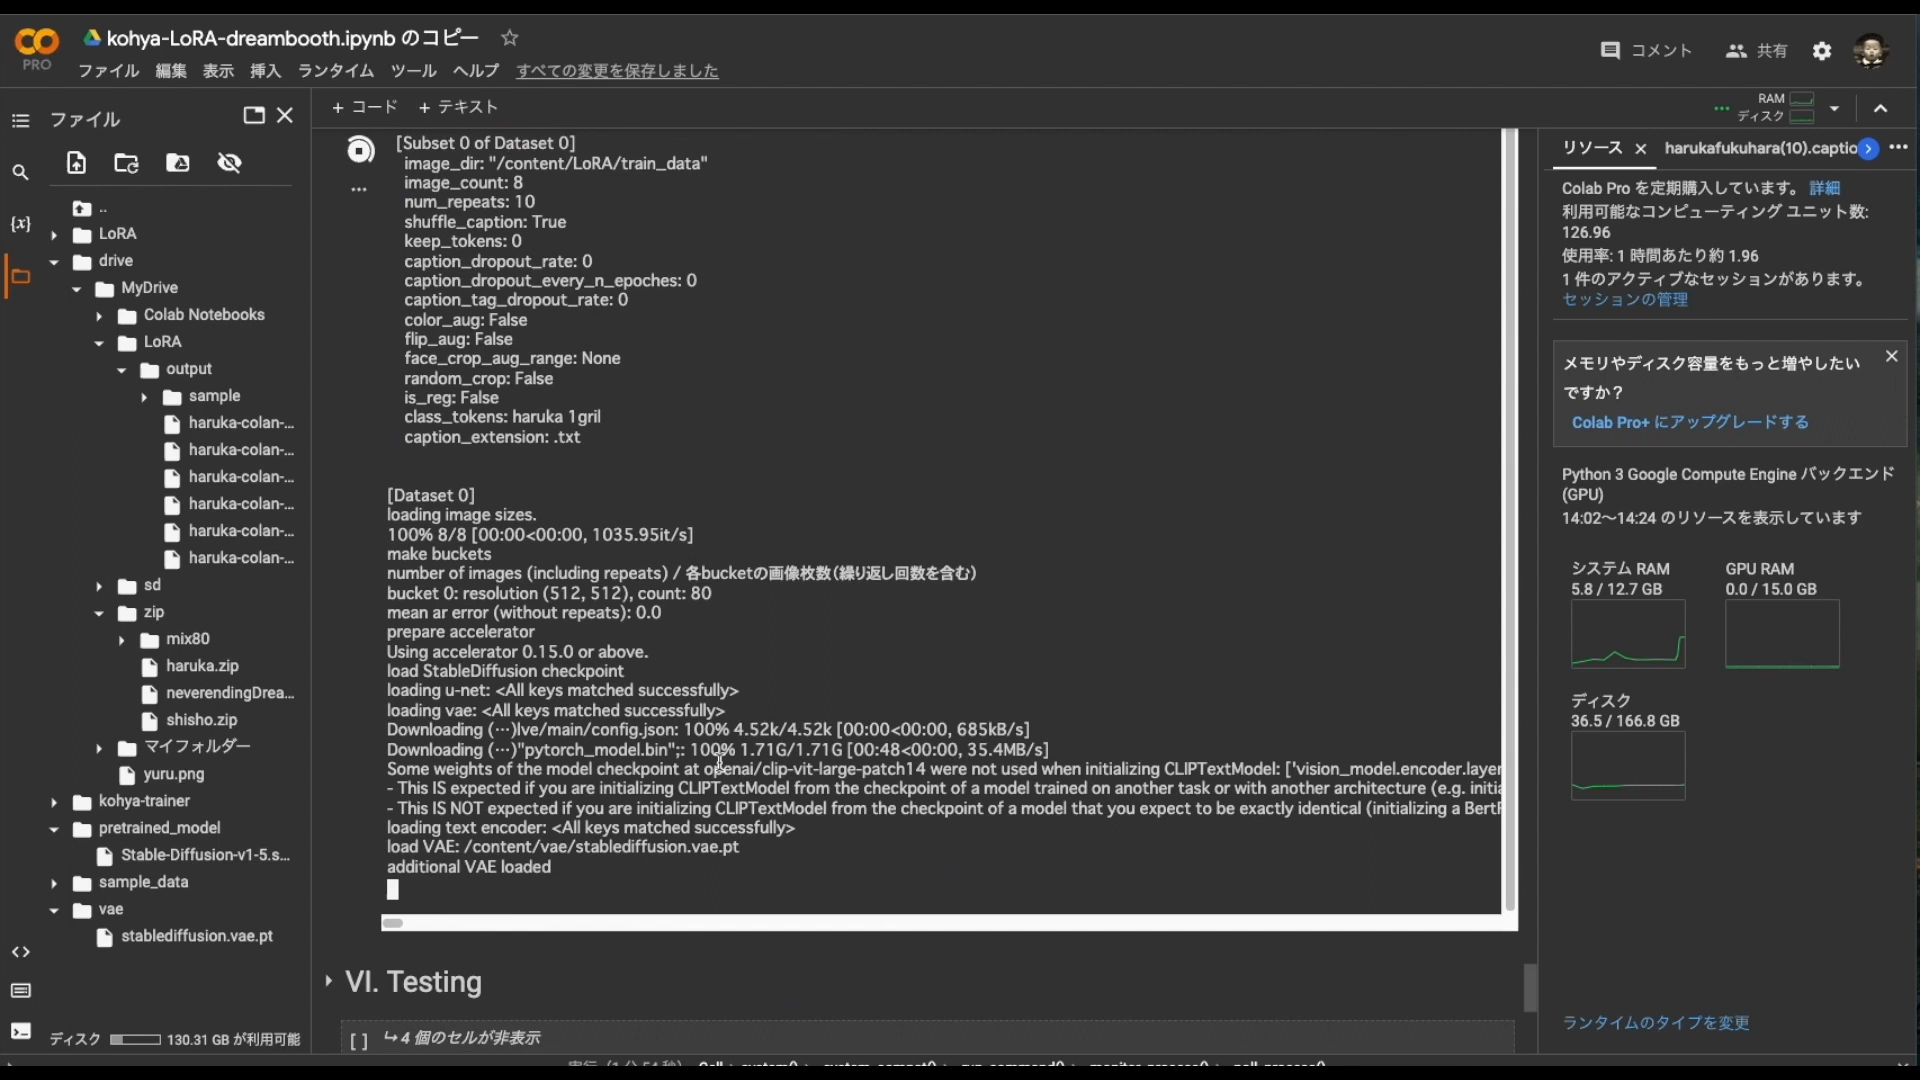 kohya-LoRA-dreambooth.ipynb のコピー
PRO
ファイル 編集 表示 挿入 ランタイム ツール ヘルプ すべての変更を保存しました
コメント 共有
ファイル
+ コード + テキスト
RAM
ディスク
..
LoRA
drive
MyDrive
Colab Notebooks
LoRA
output
sample
haruka-colan-...
haruka-colan-...
haruka-colan-...
haruka-colan-...
haruka-colan-...
haruka-colan-...
sd
zip
mix80
haruka.zip
neverendingDrea...
shisho.zip
マイフォルダー
yuru.png
kohya-trainer
pretrained_model
Stable-Diffusion-v1-5.s...
sample_data
vae
stablediffusion.vae.pt
ディスク 130.31 GB が利用可能
[Subset 0 of Dataset 0]
image_dir: "/content/LoRA/train_data"
image_count: 8
num_repeats: 10
shuffle_caption: True
keep_tokens: 0
caption_dropout_rate: 0
caption_dropout_every_n_epoches: 0
caption_tag_dropout_rate: 0
color_aug: False
flip_aug: False
face_crop_aug_range: None
random_crop: False
is_reg: False
class_tokens: haruka 1gril
caption_extension: .txt
[Dataset 0]
loading image sizes.
100% 8/8 [00:00<00:00, 1035.95it/s]
make buckets
number of images (including repeats) / 各bucketの画像枚数（繰り返し回数を含む）
bucket 0: resolution (512, 512), count: 80
mean ar error (without repeats): 0.0
prepare accelerator
Using accelerator 0.15.0 or above.
load StableDiffusion checkpoint
loading u-net: <All keys matched successfully>
loading vae: <All keys matched successfully>
Downloading (…)lve/main/config.json: 100% 4.52k/4.52k [00:00<00:00, 685kB/s]
Downloading (…)"pytorch_model.bin";: 100% 1.71G/1.71G [00:48<00:00, 35.4MB/s]
Some weights of the model checkpoint at openai/clip-vit-large-patch14 were not used when initializing CLIPTextModel: ['vision_model.encoder.layer
- This IS expected if you are initializing CLIPTextModel from the checkpoint of a model trained on another task or with another architecture (e.g. initia
- This IS NOT expected if you are initializing CLIPTextModel from the checkpoint of a model that you expect to be exactly identical (initializing a Bert
loading text encoder: <All keys matched successfully>
load VAE: /content/vae/stablediffusion.vae.pt
additional VAE loaded
VI. Testing
[ ] ↳ 4 個のセルが非表示
リソース × harukafukuhara(10).captio
Colab Pro を定期購入しています。 詳細
利用可能なコンピューティング ユニット数:
126.96
使用率: 1 時間あたり約 1.96
1 件のアクティブなセッションがあります。
セッションの管理
メモリやディスク容量をもっと増やしたい
ですか？
Colab Pro+ にアップグレードする
Python 3 Google Compute Engine バックエンド
(GPU)
14:02～14:24 のリソースを表示しています
システム RAM
5.8 / 12.7 GB
GPU RAM
0.0 / 15.0 GB
ディスク
36.5 / 166.8 GB
ランタイムのタイプを変更